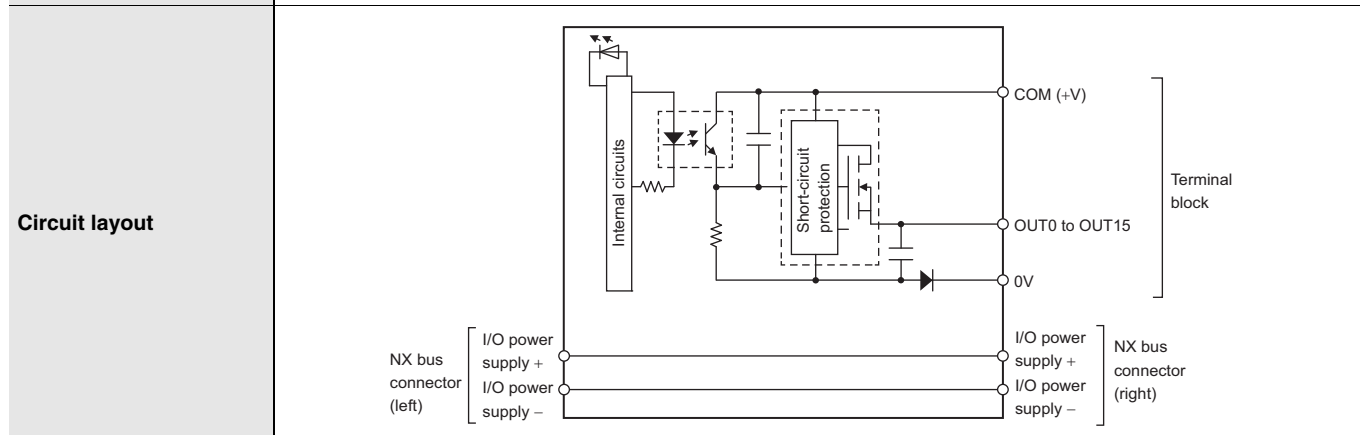 Circuit layout
Internal circuits
Short-circuit
protection
COM (+V)
OUT0 to OUT15
0V
Terminal
block
NX bus
connector
(left)
I/O power
supply +
I/O power
supply −
I/O power
supply +
I/O power
supply −
NX bus
connector
(right)